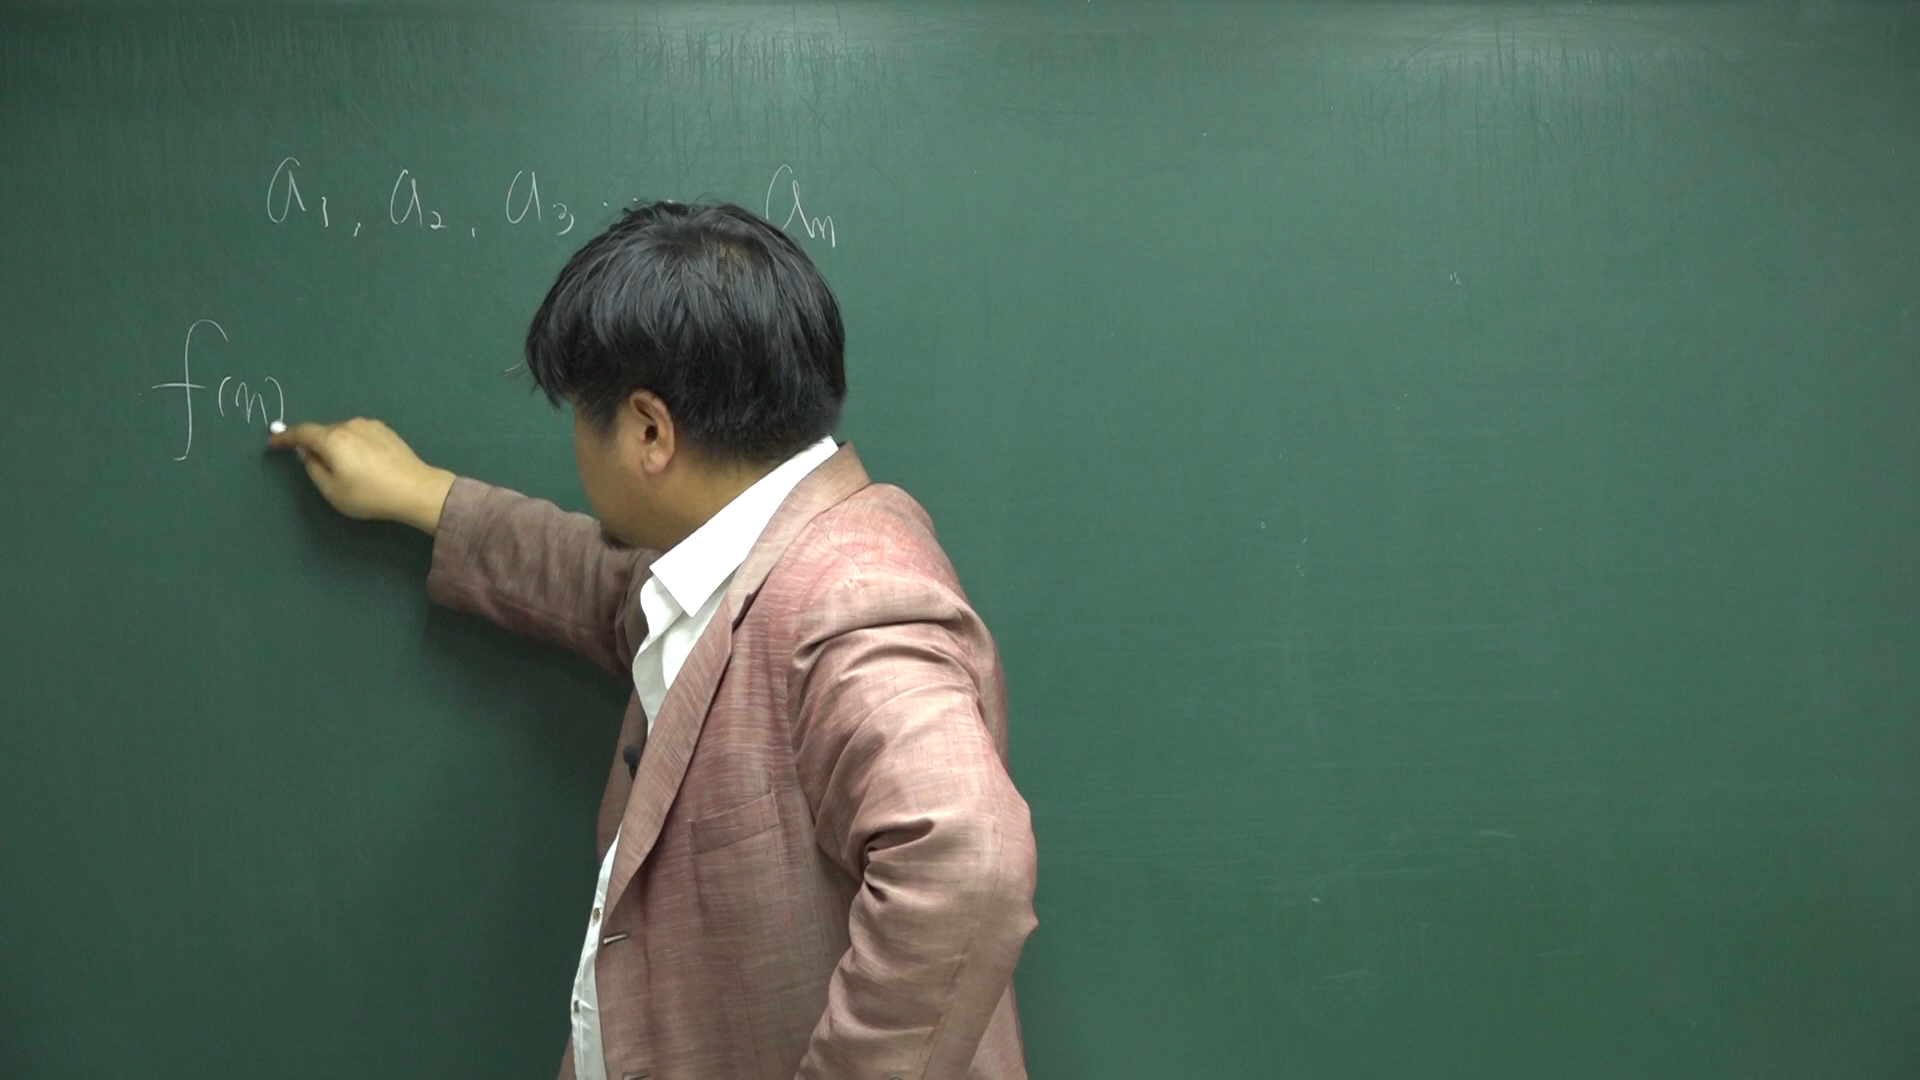 a₁, a₂, a₃, ... aₙ
f(n)